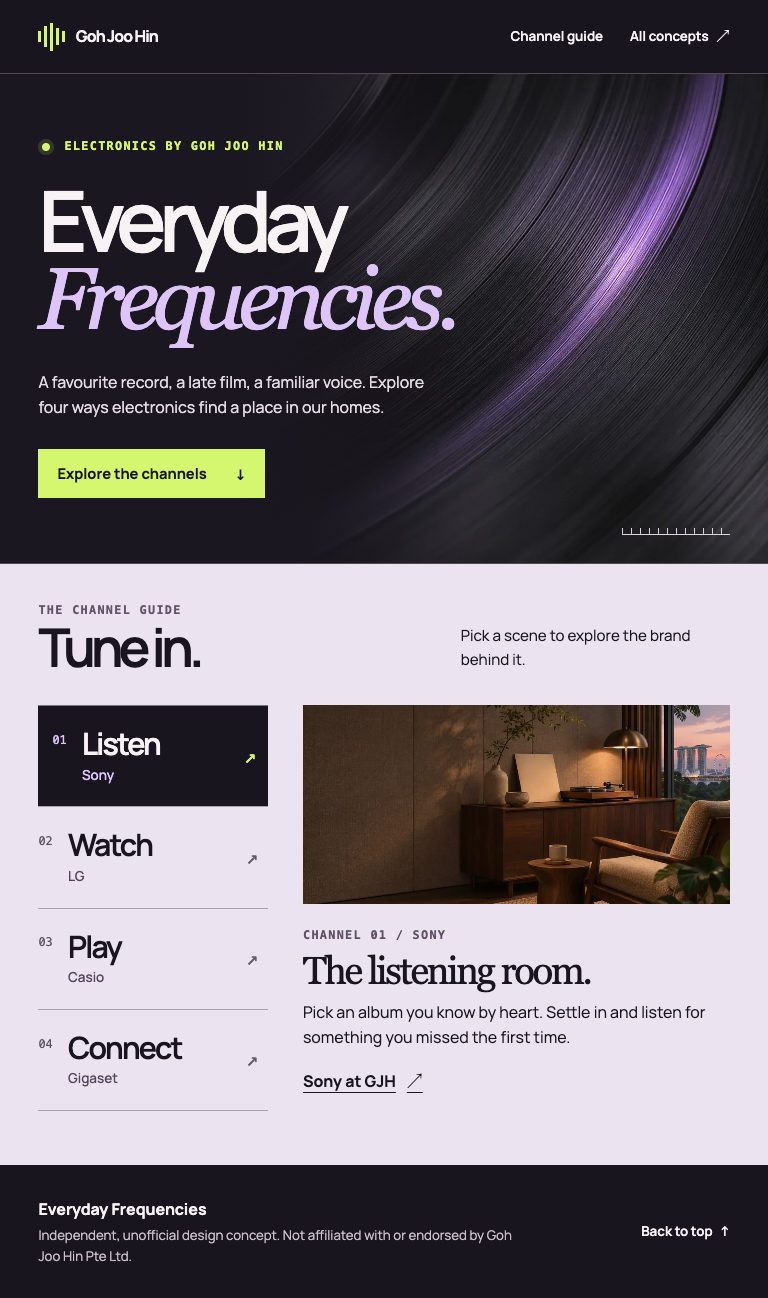 Goh Joo Hin
Channel guide
All concepts ↗
ELECTRONICS BY GOH JOO HIN
Everyday
Frequencies.
A favourite record, a late film, a familiar voice. Explore
four ways electronics find a place in our homes.
Explore the channels ↓
THE CHANNEL GUIDE
Tune in.
Pick a scene to explore the brand
behind it.
01 Listen ↗
Sony
02 Watch ↗
LG
03 Play ↗
Casio
04 Connect ↗
Gigaset
CHANNEL 01 / SONY
The listening room.
Pick an album you know by heart. Settle in and listen for
something you missed the first time.
Sony at GJH ↗
Everyday Frequencies
Independent, unofficial design concept. Not affiliated with or endorsed by Goh
Joo Hin Pte Ltd.
Back to top ↑